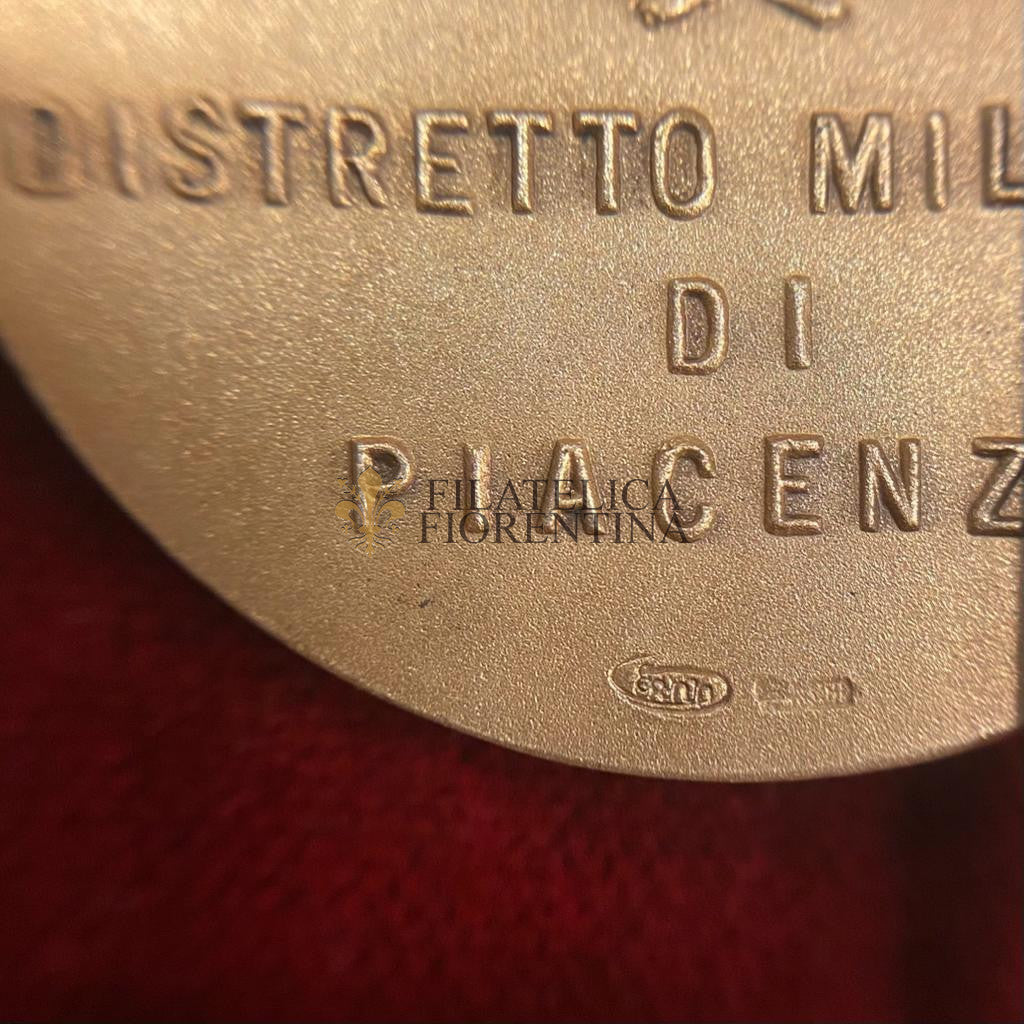 DISTRETTO MIL
DI
PIACENZ
FILATELICA
FIORENTINA